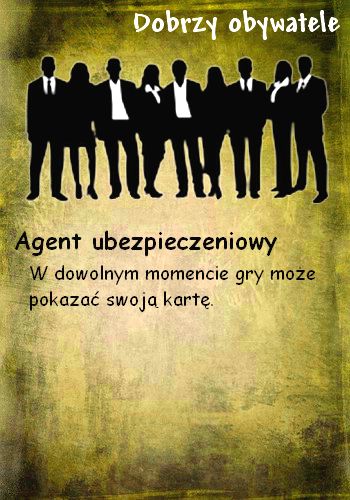 Dobrzy obywatele
Agent ubezpieczeniowy
W dowolnym momencie gry może
pokazać swoją kartę.